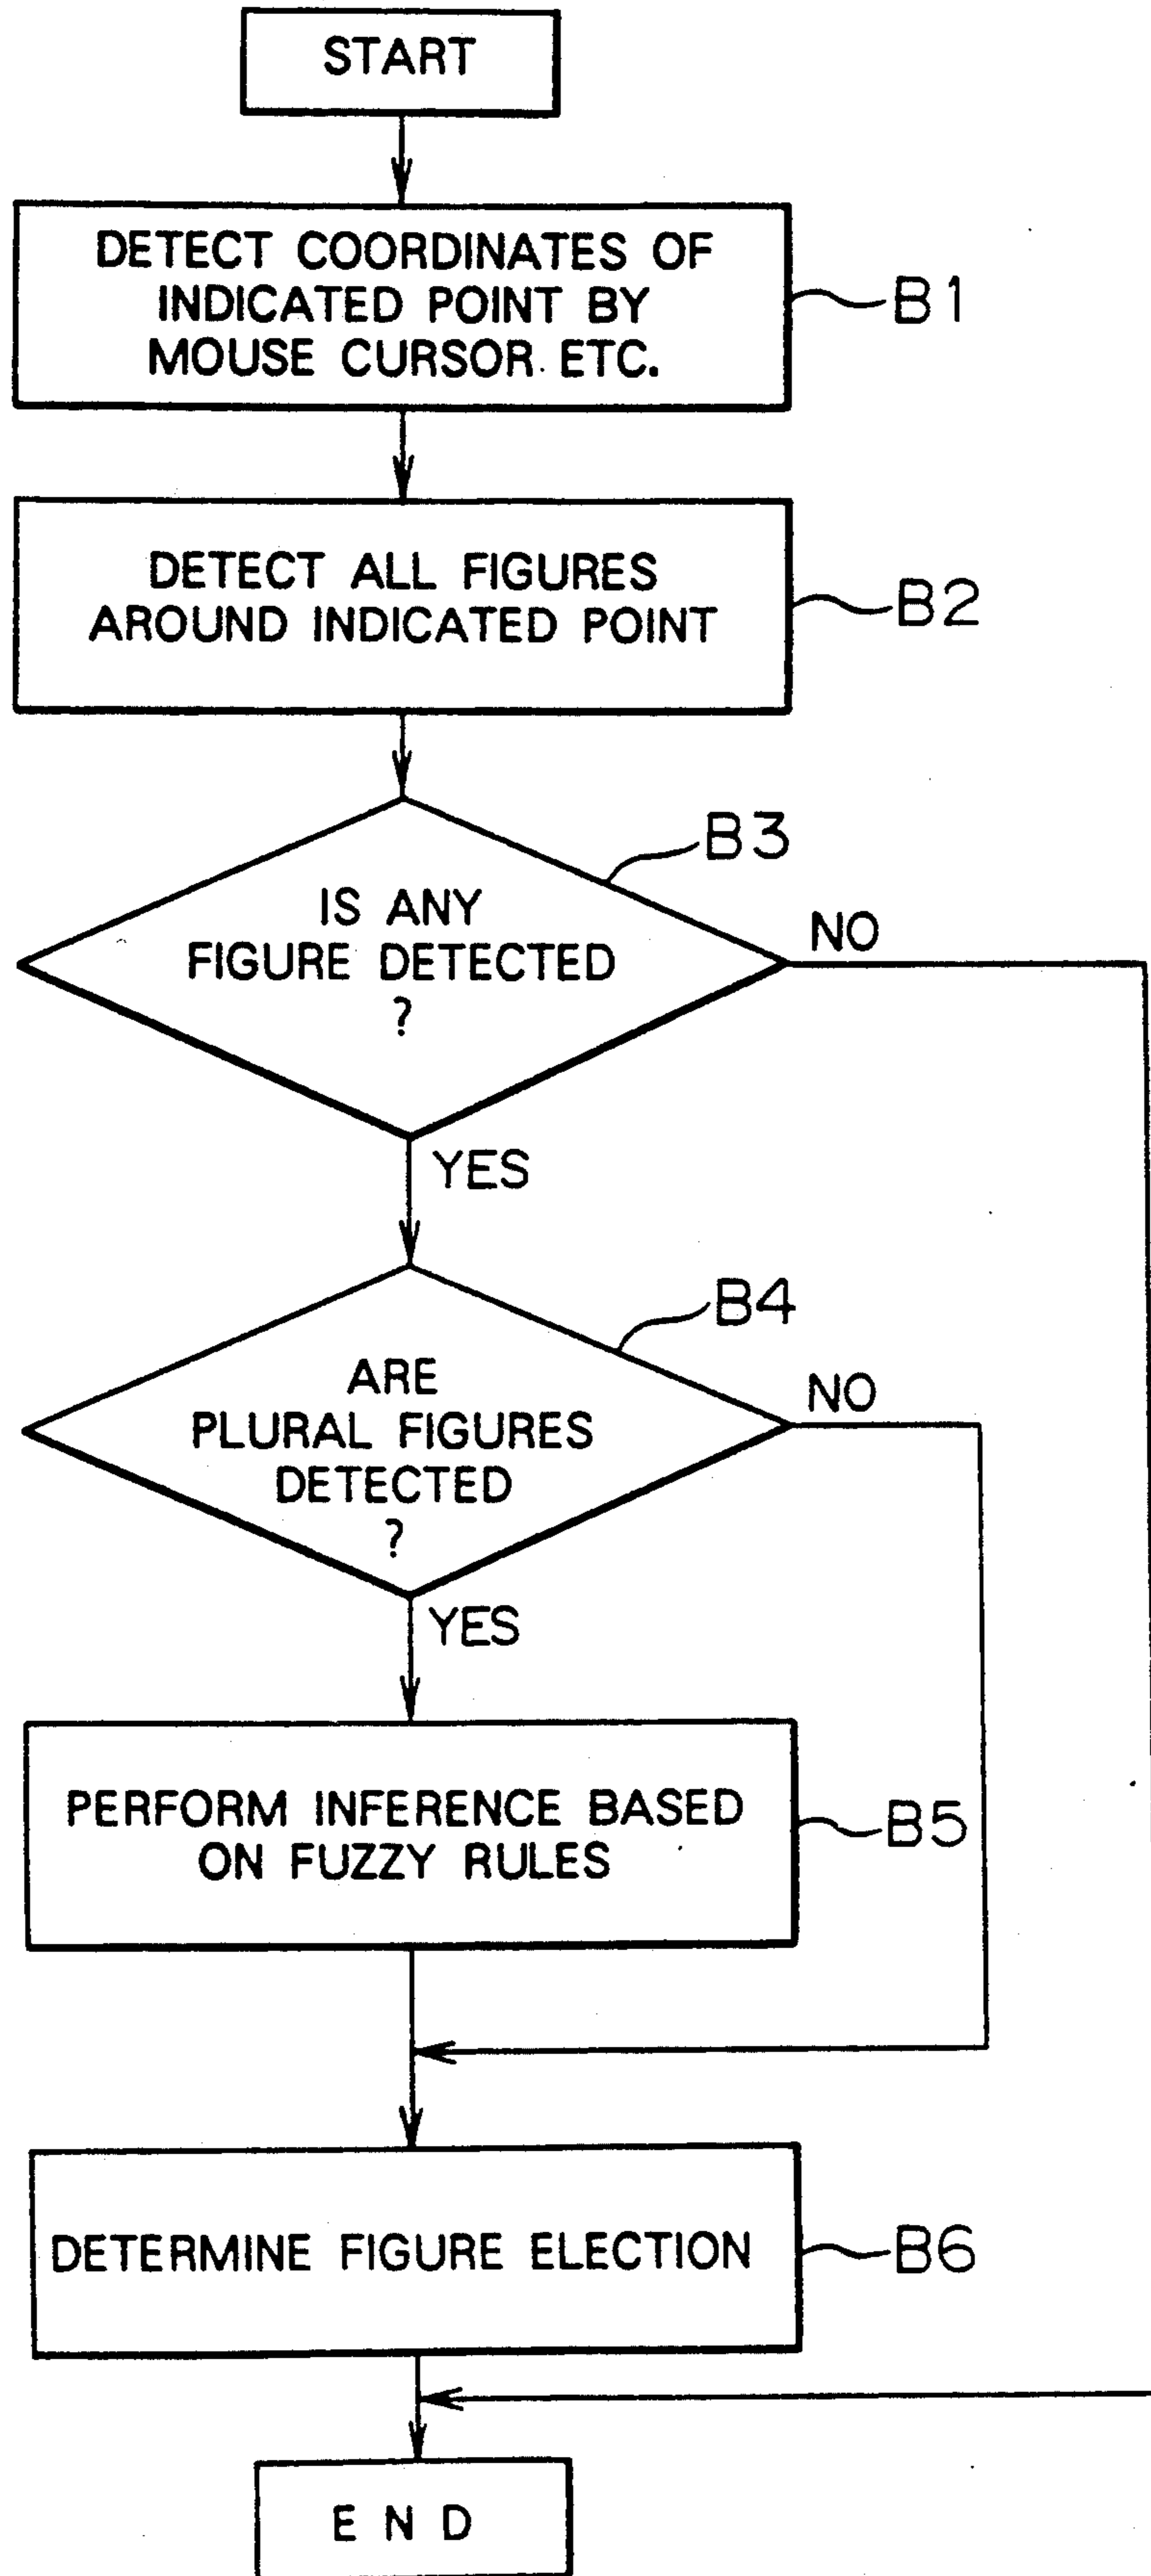 START
DETECT COORDINATES OF
INDICATED POINT BY
MOUSE CURSOR ETC.
B1
DETECT ALL FIGURES
AROUND INDICATED POINT
B2
B3
IS ANY
FIGURE DETECTED
?
NO
YES
B4
ARE
PLURAL FIGURES
DETECTED
?
NO
YES
PERFORM INFERENCE BASED
ON FUZZY RULES
B5
DETERMINE FIGURE ELECTION
B6
END